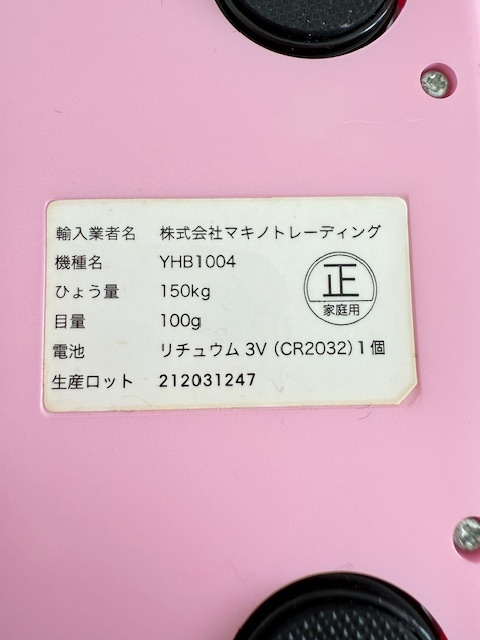 輸入業者名 株式会社マキノトレーディング
機種名 YHB1004
ひょう量 150kg
目量 100g
電池 リチュウム 3V (CR2032) 1個
生産ロット 212031247
正
家庭用